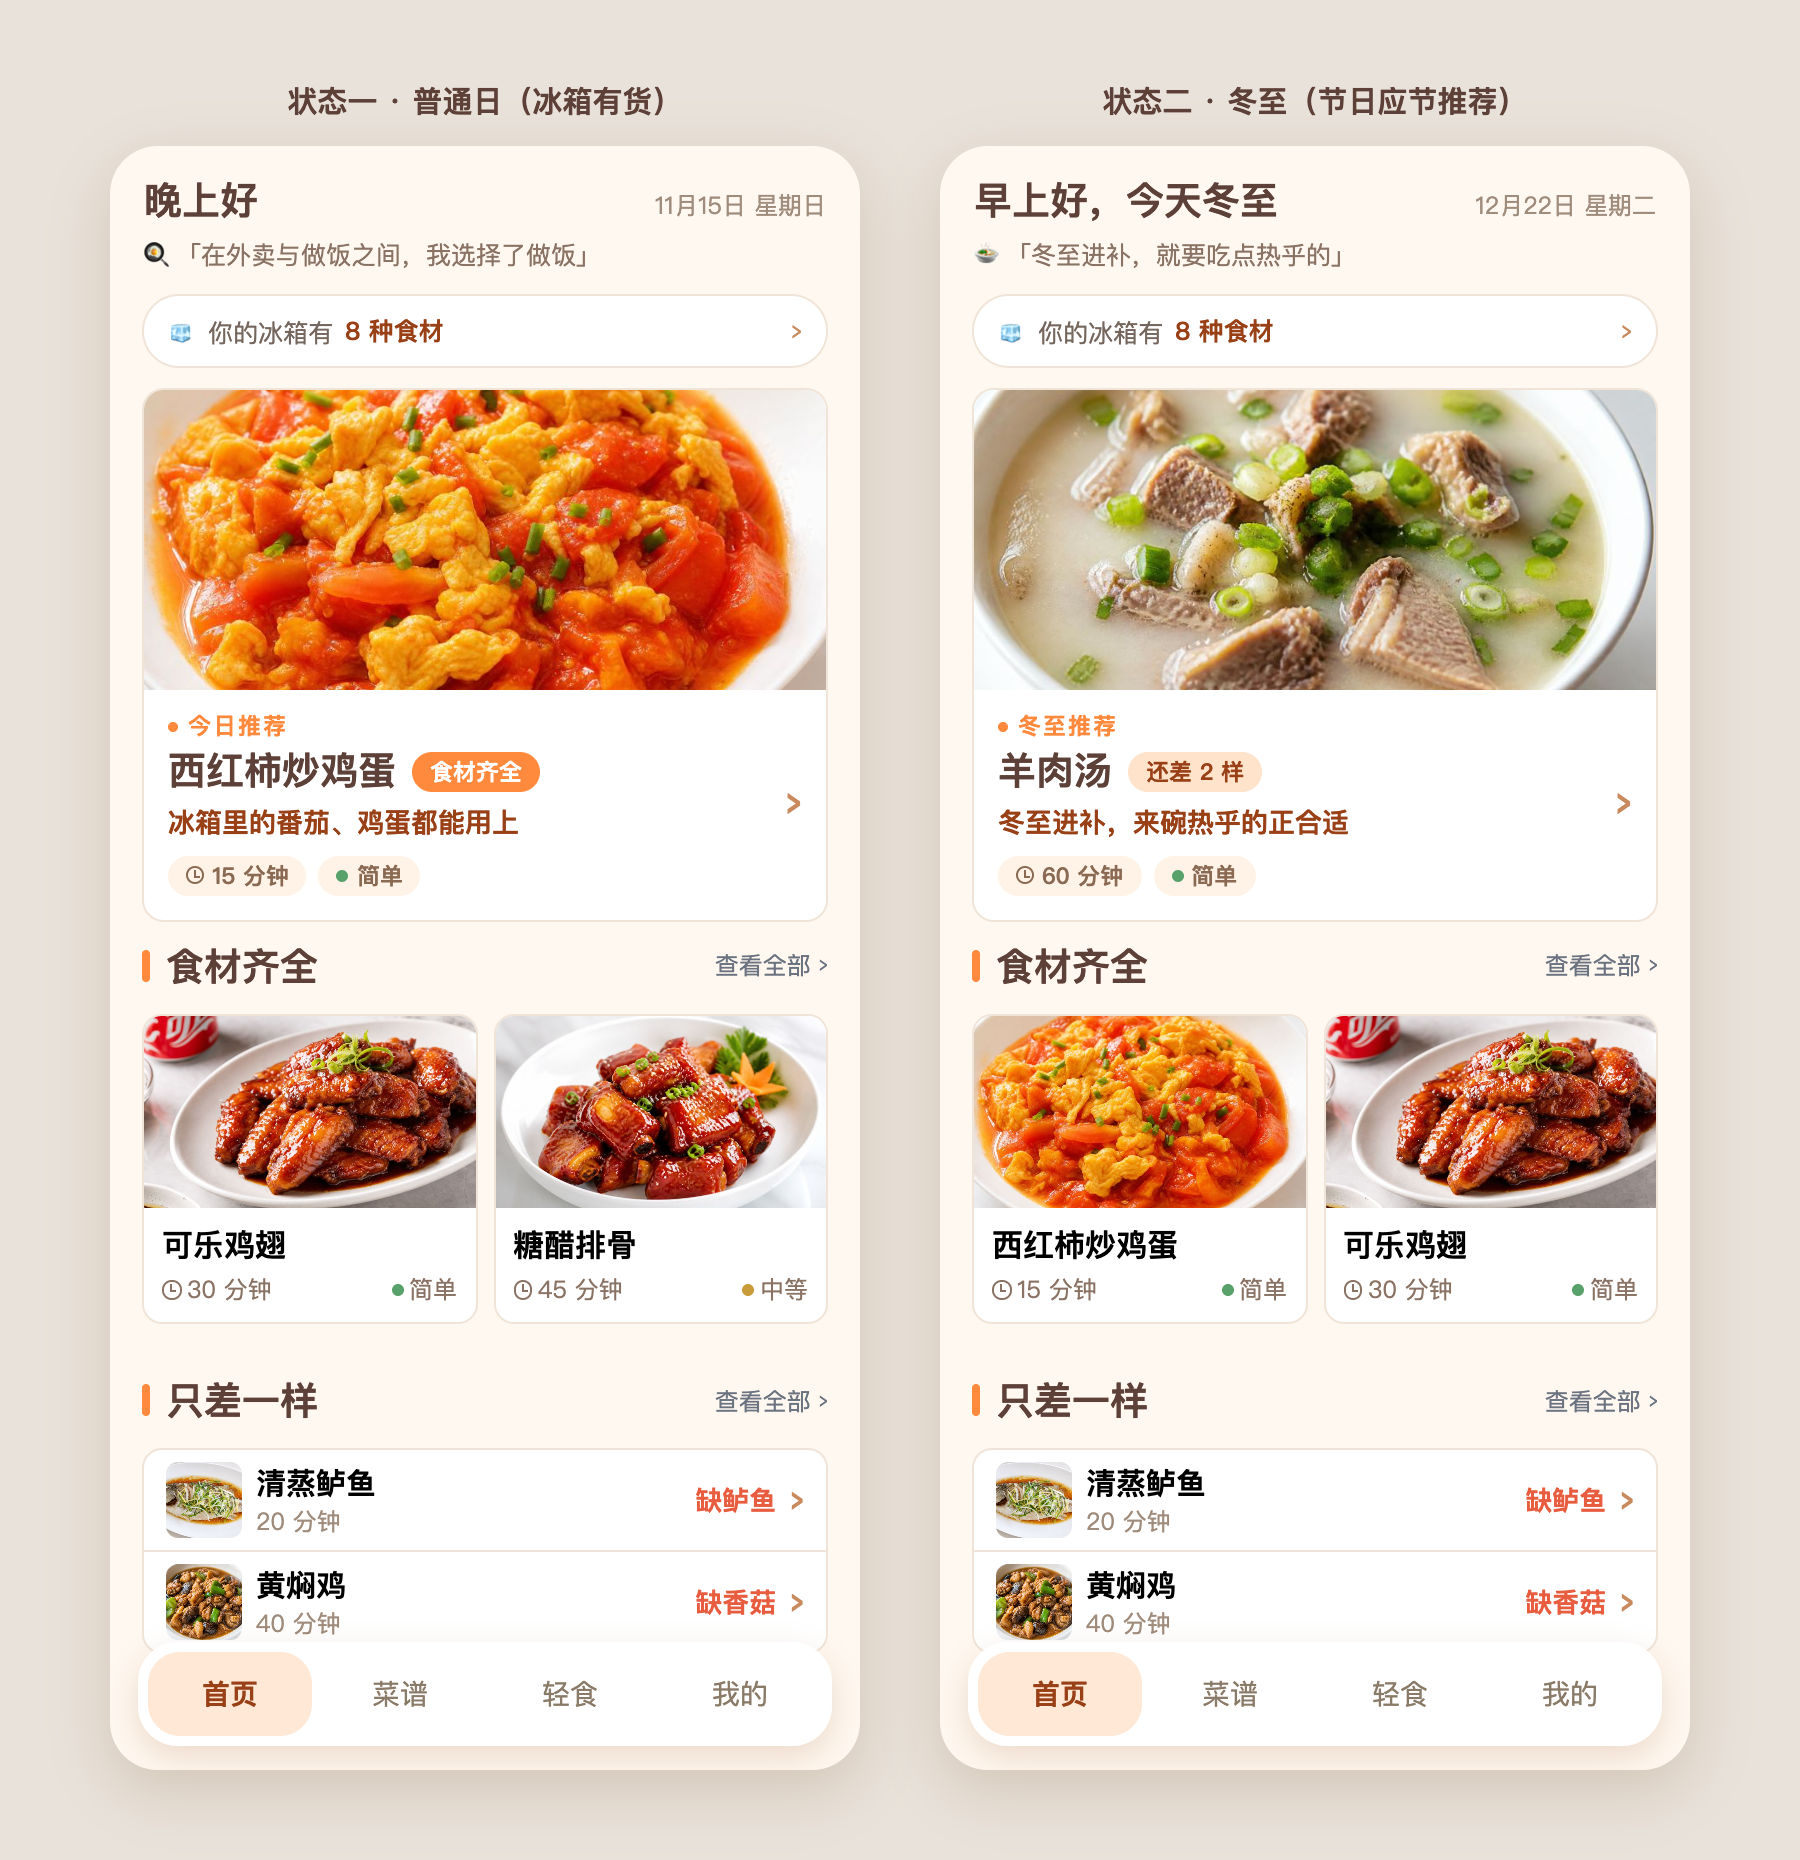 状态一 · 普通日（冰箱有货）
晚上好
11月15日 星期日
「在外卖与做饭之间，我选择了做饭」
你的冰箱有 8 种食材 >
今日推荐
西红柿炒鸡蛋 食材齐全
冰箱里的番茄、鸡蛋都能用上
15 分钟 简单
食材齐全
查看全部 >
可乐鸡翅
30 分钟 简单
糖醋排骨
45 分钟 中等
只差一样
查看全部 >
清蒸鲈鱼
20 分钟
缺鲈鱼 >
黄焖鸡
40 分钟
缺香菇 >
首页 菜谱 轻食 我的
状态二 · 冬至（节日应节推荐）
早上好，今天冬至
12月22日 星期二
「冬至进补，就要吃点热乎的」
你的冰箱有 8 种食材 >
冬至推荐
羊肉汤 还差 2 样
冬至进补，来碗热乎的正合适
60 分钟 简单
食材齐全
查看全部 >
西红柿炒鸡蛋
15 分钟 简单
可乐鸡翅
30 分钟 简单
只差一样
查看全部 >
清蒸鲈鱼
20 分钟
缺鲈鱼 >
黄焖鸡
40 分钟
缺香菇 >
首页 菜谱 轻食 我的